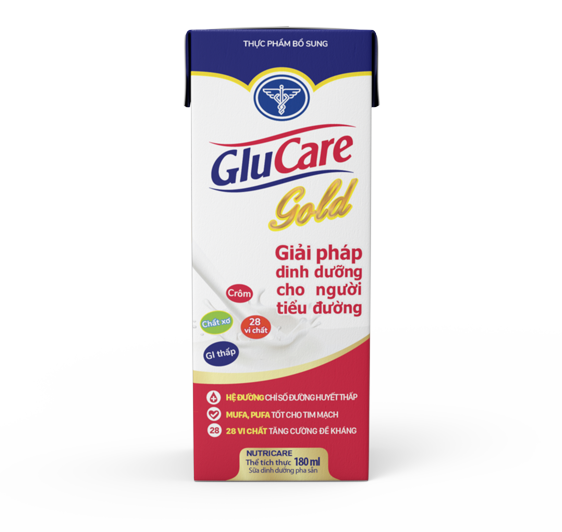 THỰC PHẨM BỔ SUNG
GluCare
Gold
Giải pháp
dinh dưỡng
cho người
tiểu đường
Crôm
Chất xơ
28
vi chất
GI thấp
HỆ ĐƯỜNG CHỈ SỐ ĐƯỜNG HUYẾT THẤP
MUFA, PUFA TỐT CHO TIM MẠCH
28 28 VI CHẤT TĂNG CƯỜNG ĐỀ KHÁNG
NUTRICARE
Thể tích thực 180 ml
Sữa dinh dưỡng pha sẵn